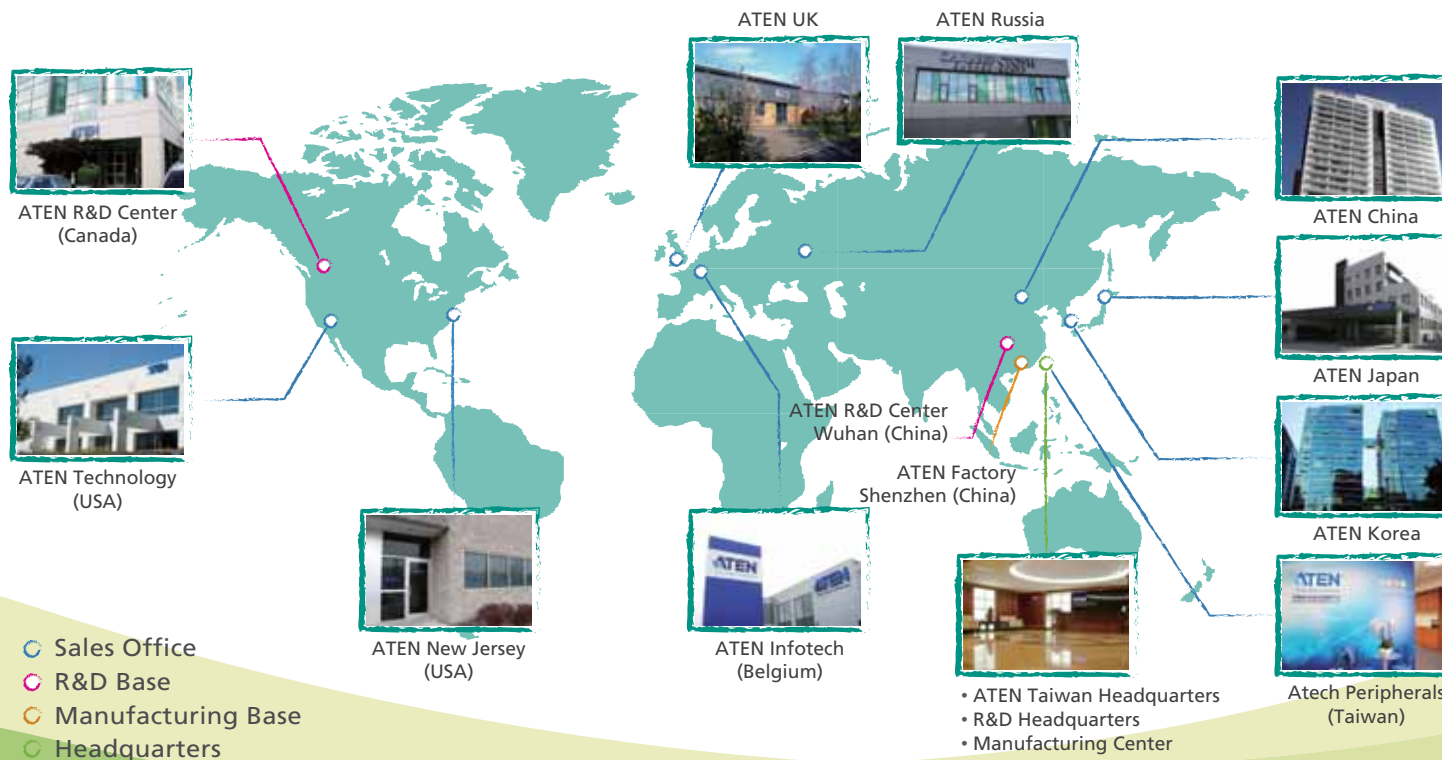 ATEN UK
ATEN Russia
ATEN
ATEN R&D Center
(Canada)
ATEN China
ATEN Japan
ATEN Technology
(USA)
ATEN R&D Center
Wuhan (China)
ATEN Factory
Shenzhen (China)
ATEN Korea
ATEN
ATEN
ATEN
ATEN New Jersey
(USA)
ATEN Infotech
(Belgium)
• ATEN Taiwan Headquarters
• R&D Headquarters
• Manufacturing Center
Atech Peripherals
(Taiwan)
Sales Office
R&D Base
Manufacturing Base
Headquarters